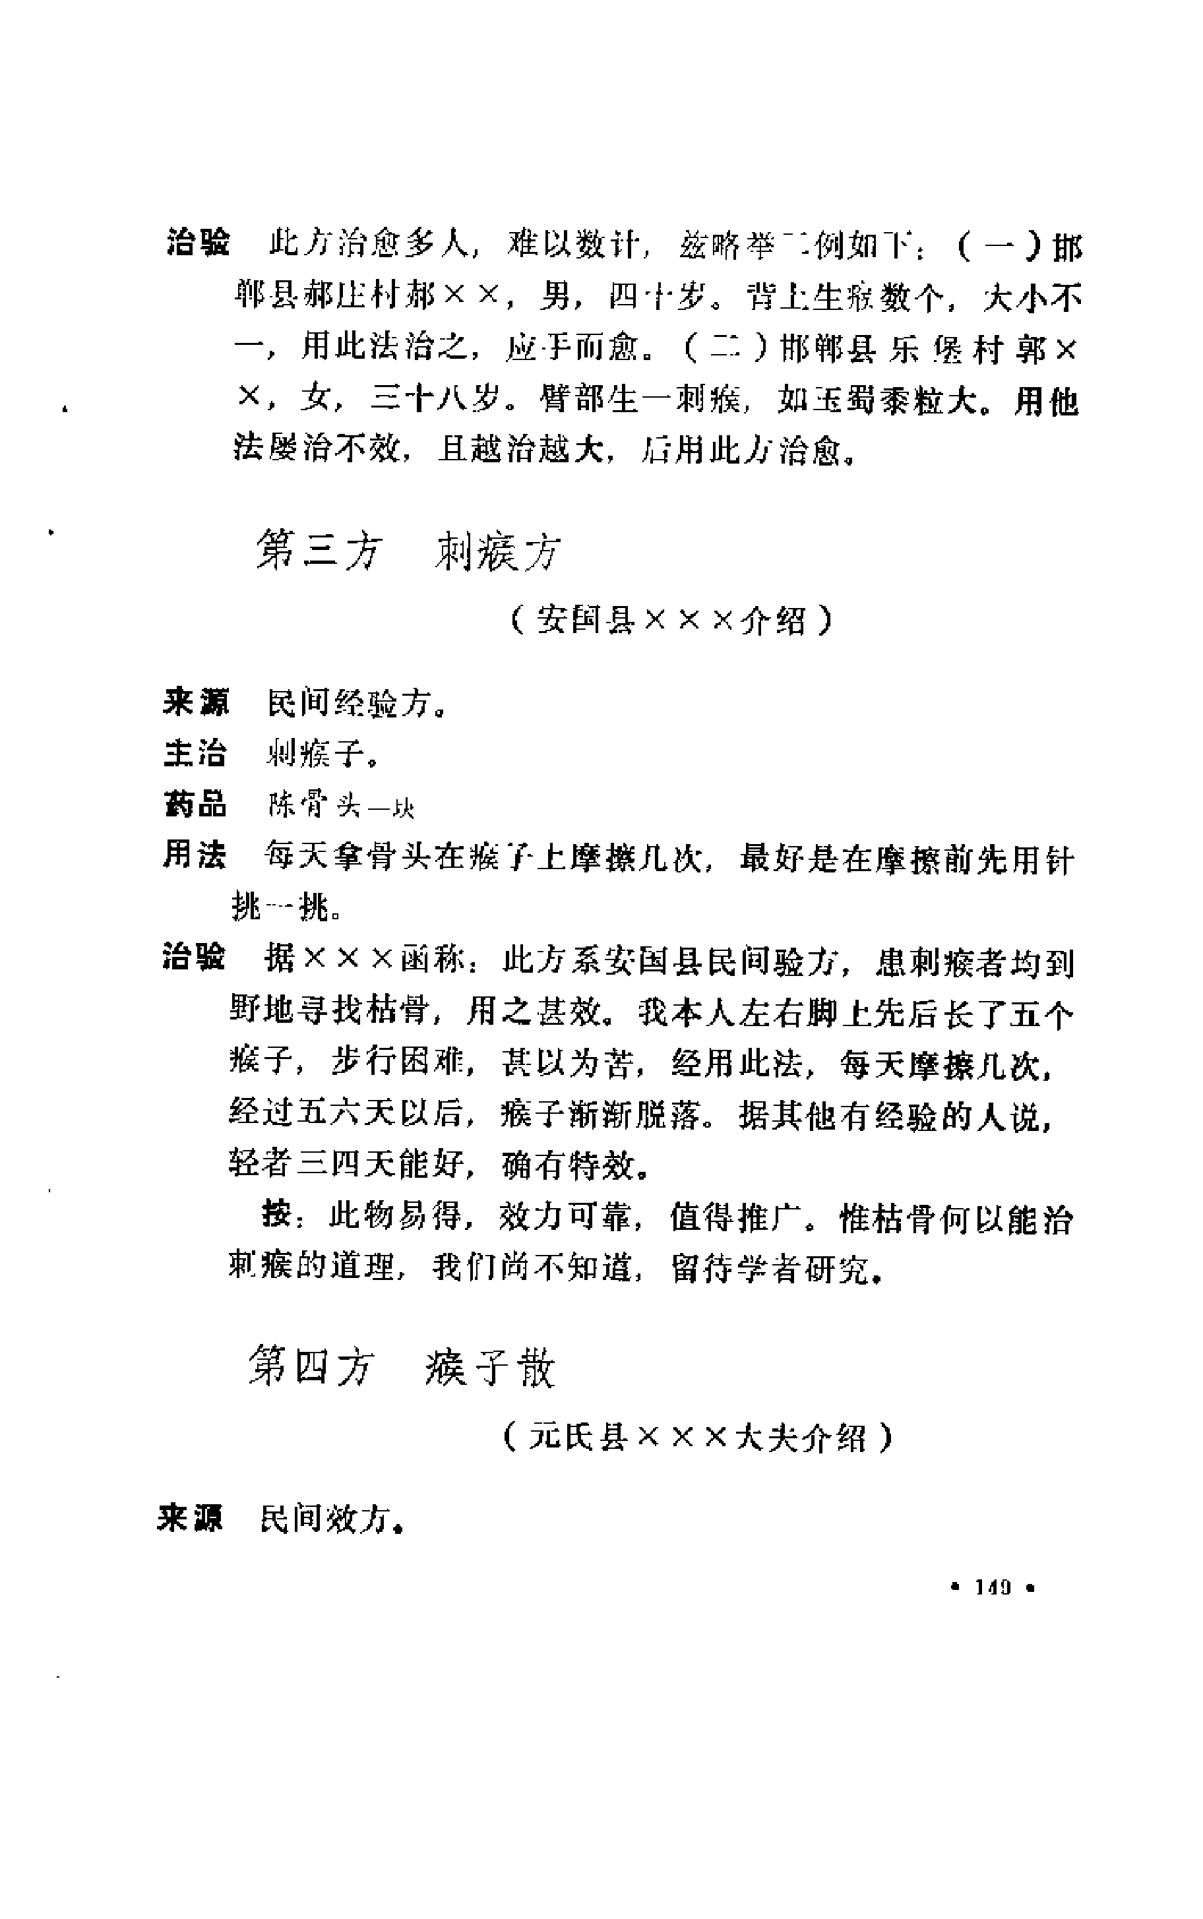 治验　此方治愈多人，难以数计，兹略举二例如下：（一）邯
郸县郝庄村郝××，男，四十岁。背上生瘊数个，大小不
一，用此法治之，应手而愈。（二）邯郸县乐堡村郭×
×，女，三十八岁。臂部生一刺瘊，如玉蜀黍粒大。用他
法屡治不效，且越治越大，后用此方治愈。
第三方　刺瘊方
（安国县×××介绍）
来源　民间经验方。
主治　刺瘊子。
药品　陈骨头一块
用法　每天拿骨头在瘊子上摩擦几次，最好是在摩擦前先用针
挑一挑。
治验　据×××函称：此方系安国县民间验方，患刺瘊者均到
野地寻找枯骨，用之甚效。我本人左右脚上先后长了五个
瘊子，步行困难，甚以为苦，经用此法，每天摩擦几次，
经过五六天以后，瘊子渐渐脱落。据其他有经验的人说，
轻者三四天能好，确有特效。
按：此物易得，效力可靠，值得推广。惟枯骨何以能治
刺瘊的道理，我们尚不知道，留待学者研究。
第四方　瘊子散
（元氏县×××大夫介绍）
来源　民间效方。
• 149 •